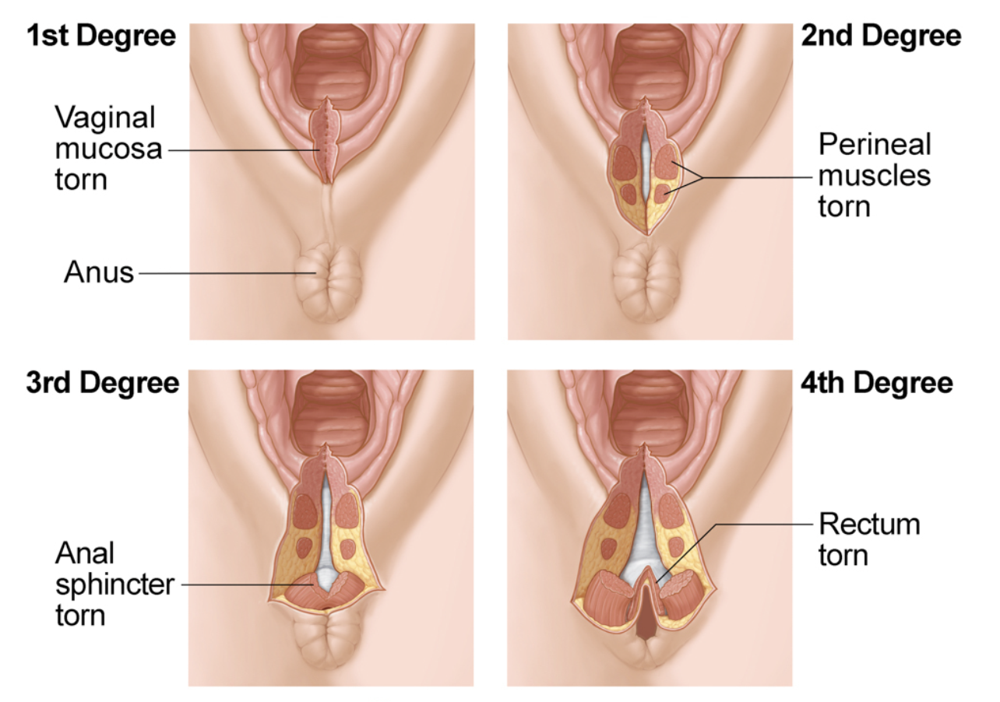 1st Degree
Vaginal
mucosa
torn
Anus
2nd Degree
Perineal
muscles
torn
3rd Degree
Anal
sphincter
torn
4th Degree
Rectum
torn